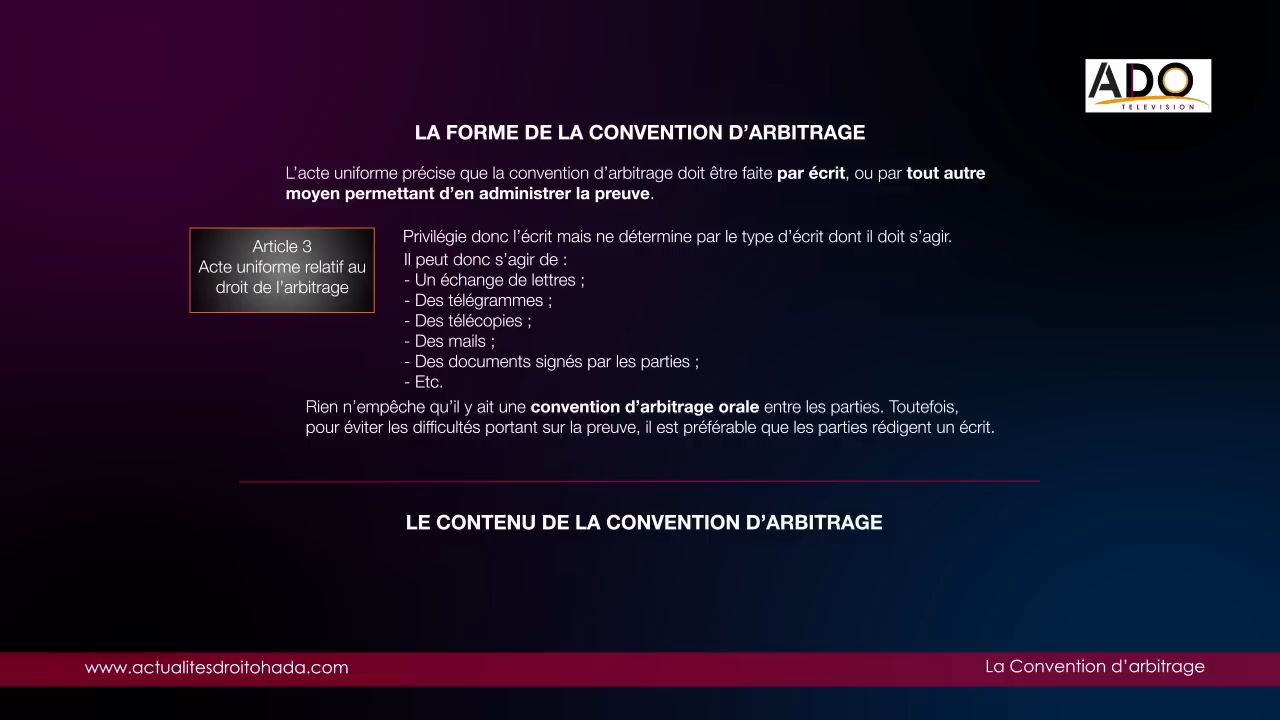 ADO
TELEVISION
LA FORME DE LA CONVENTION D’ARBITRAGE
L’acte uniforme précise que la convention d’arbitrage doit être faite par écrit, ou par tout autre
moyen permettant d’en administrer la preuve.
Article 3
Acte uniforme relatif au
droit de l’arbitrage
Privilégie donc l’écrit mais ne détermine par le type d’écrit dont il doit s’agir.
Il peut donc s’agir de :
- Un échange de lettres ;
- Des télégrammes ;
- Des télécopies ;
- Des mails ;
- Des documents signés par les parties ;
- Etc.
Rien n’empêche qu’il y ait une convention d’arbitrage orale entre les parties. Toutefois,
pour éviter les difficultés portant sur la preuve, il est préférable que les parties rédigent un écrit.
LE CONTENU DE LA CONVENTION D’ARBITRAGE
www.actualitesdroitohada.com
La Convention d’arbitrage